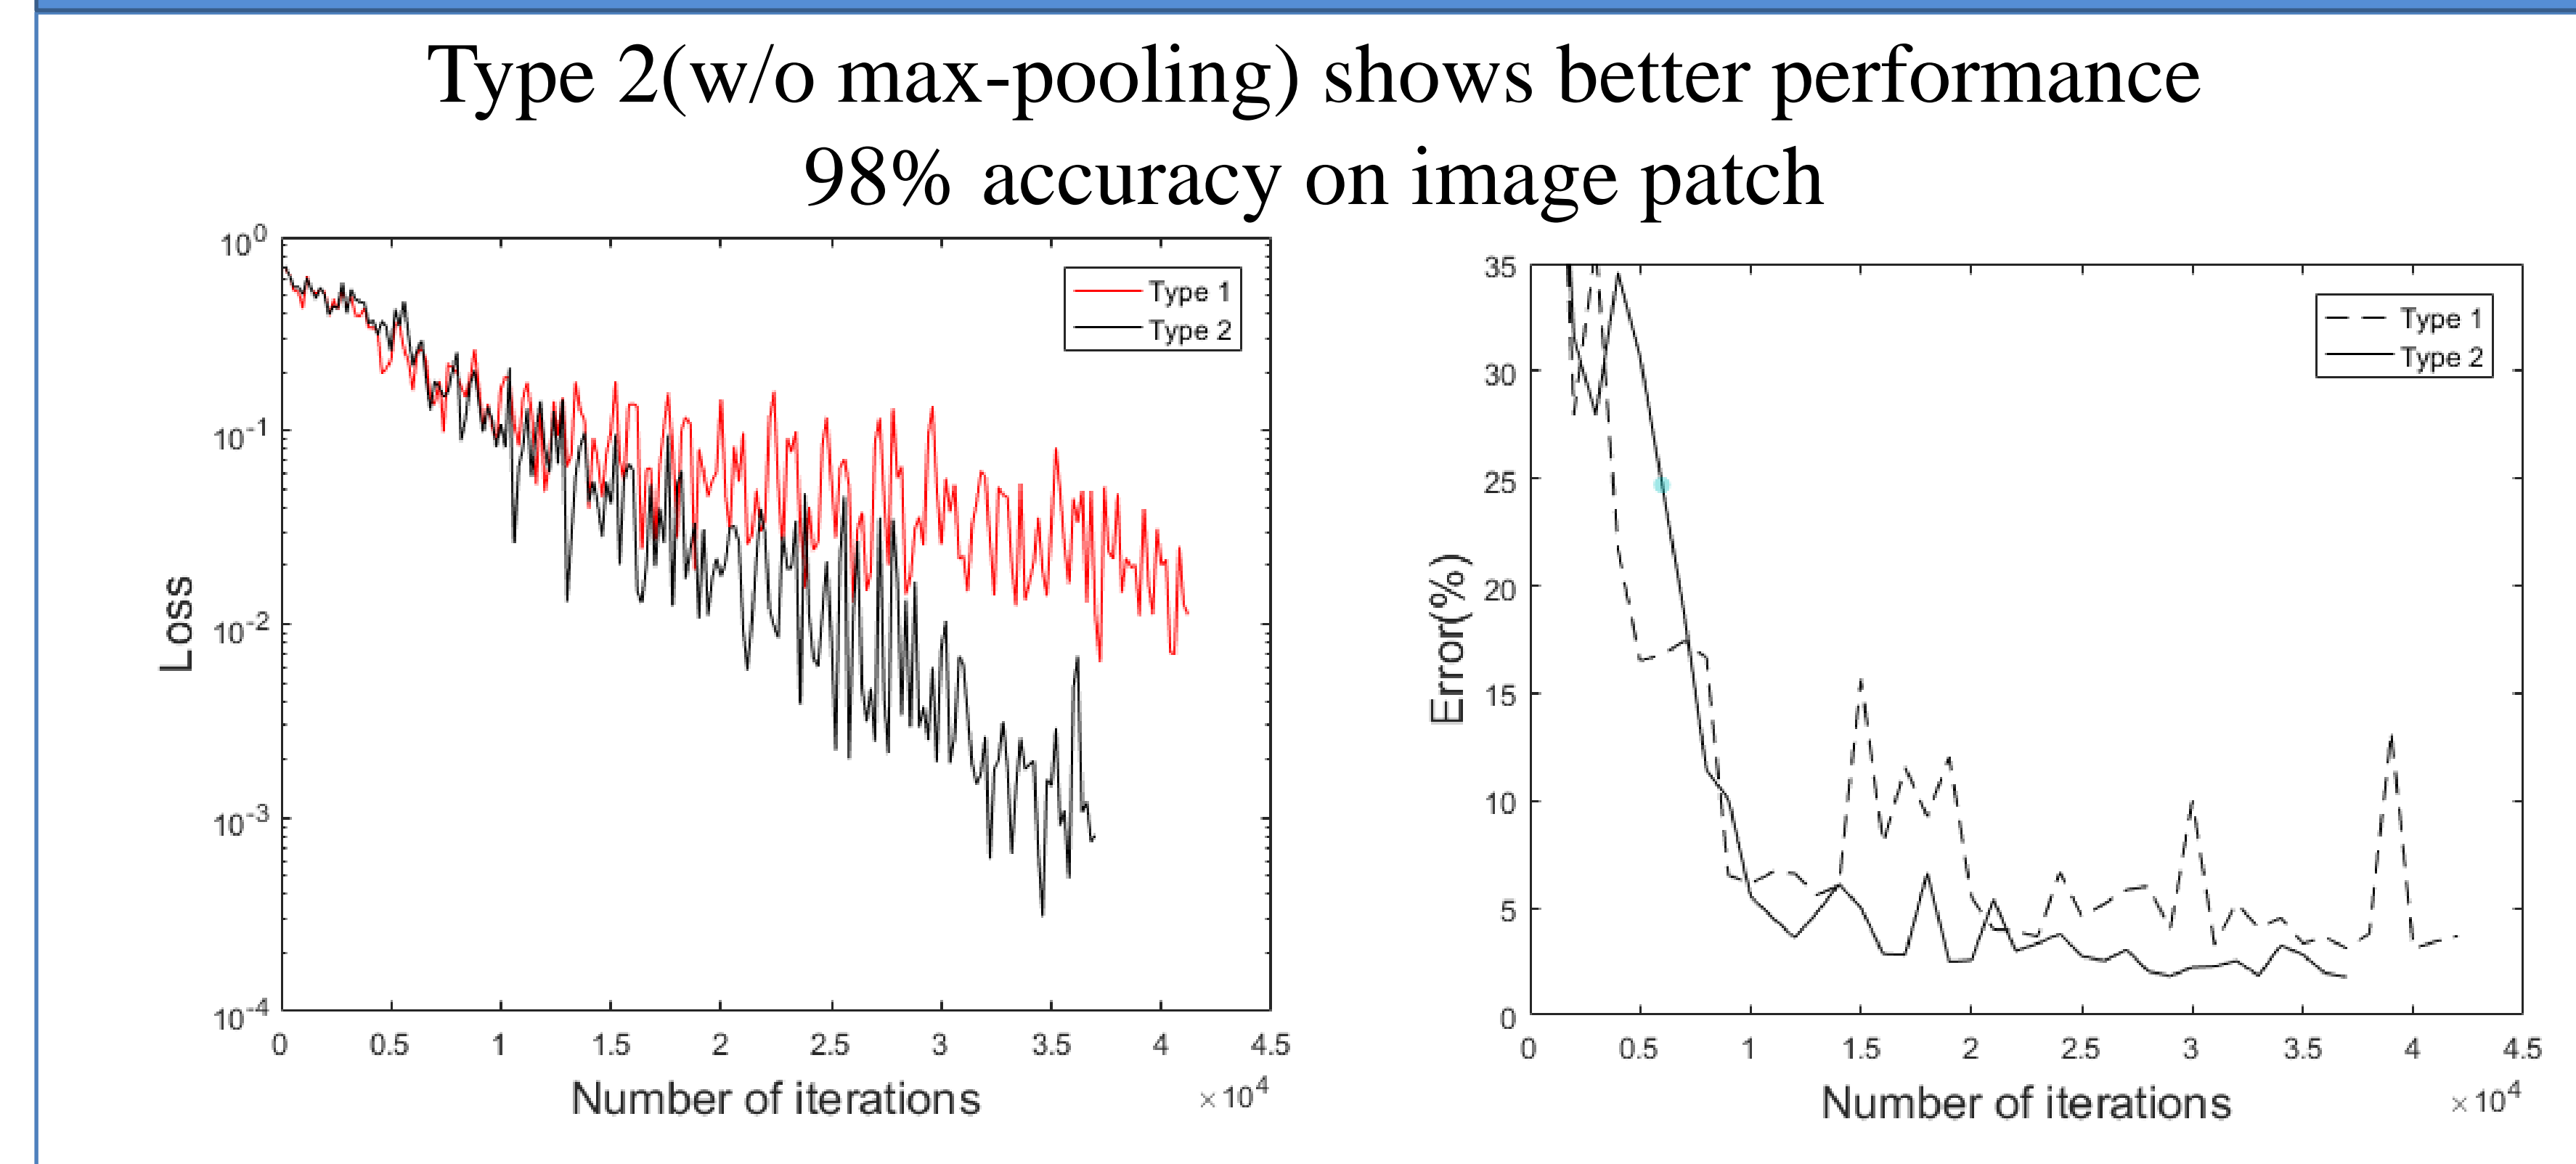 Type 2(w/o max-pooling) shows better performance
98% accuracy on image patch
10^0
10^-1
10^-2
10^-3
10^-4
Loss
Type 1
Type 2
0 0.5 1 1.5 2 2.5 3 3.5 4 4.5
Number of iterations
×10^4
35
30
25
20
15
10
5
0
Error(%)
Type 1
Type 2
0 0.5 1 1.5 2 2.5 3 3.5 4 4.5
Number of iterations
×10^4